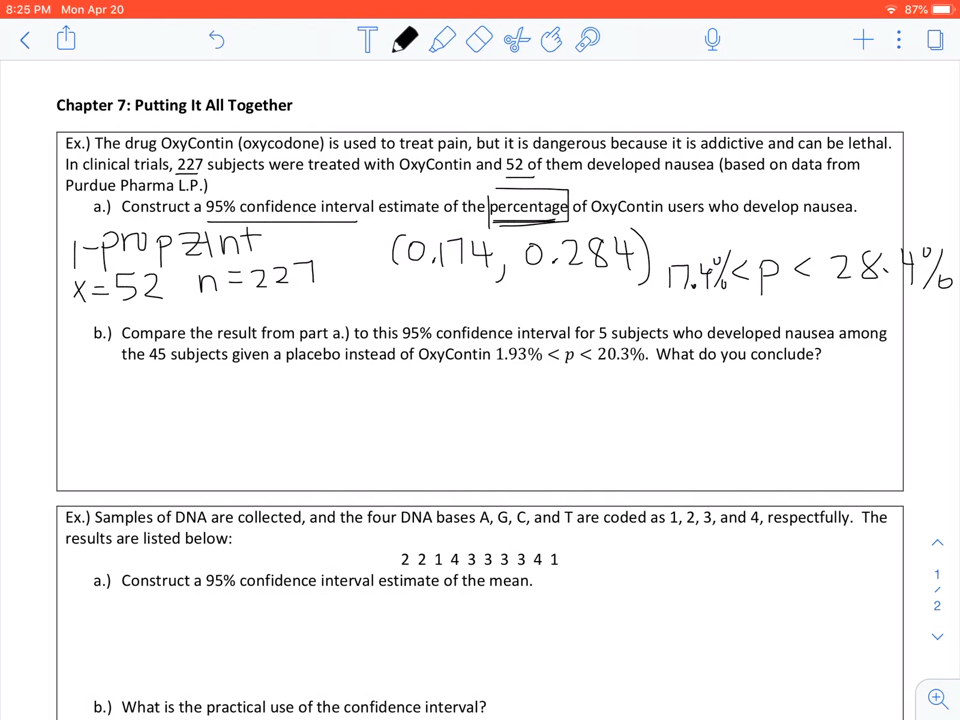 8:25 PM Mon Apr 20 87%
T
Chapter 7: Putting It All Together
Ex.) The drug OxyContin (oxycodone) is used to treat pain, but it is dangerous because it is addictive and can be lethal.
In clinical trials, 227 subjects were treated with OxyContin and 52 of them developed nausea (based on data from
Purdue Pharma L.P.)
a.) Construct a 95% confidence interval estimate of the percentage of OxyContin users who develop nausea.
1-prop ZInt (0.174, 0.284) 17.4% < p < 28.4%
x = 52 n = 227
b.) Compare the result from part a.) to this 95% confidence interval for 5 subjects who developed nausea among
the 45 subjects given a placebo instead of OxyContin 1.93% < p < 20.3%. What do you conclude?
Ex.) Samples of DNA are collected, and the four DNA bases A, G, C, and T are coded as 1, 2, 3, and 4, respectfully. The
results are listed below:
2 2 1 4 3 3 3 3 4 1
a.) Construct a 95% confidence interval estimate of the mean.
1
/
2
b.) What is the practical use of the confidence interval?